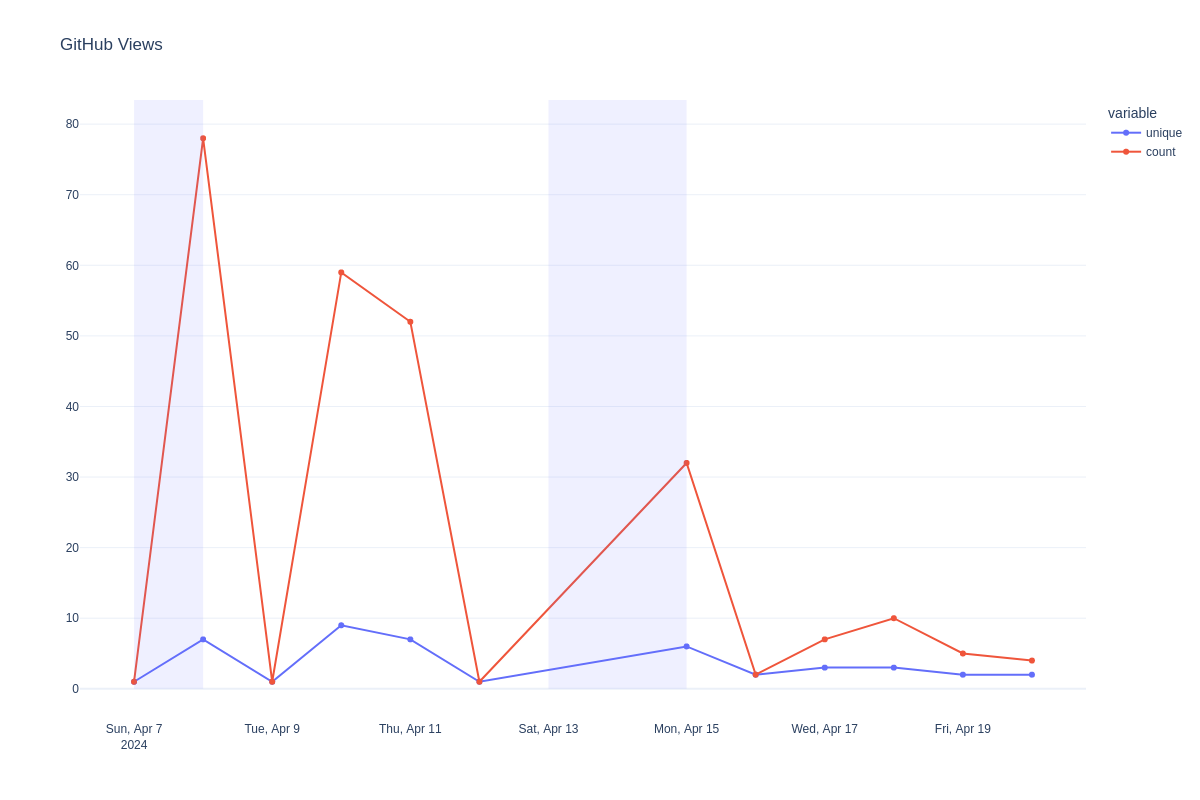 GitHub Views
variable
unique
count
80
70
60
50
40
30
20
10
0
Sun, Apr 7
2024
Tue, Apr 9
Thu, Apr 11
Sat, Apr 13
Mon, Apr 15
Wed, Apr 17
Fri, Apr 19